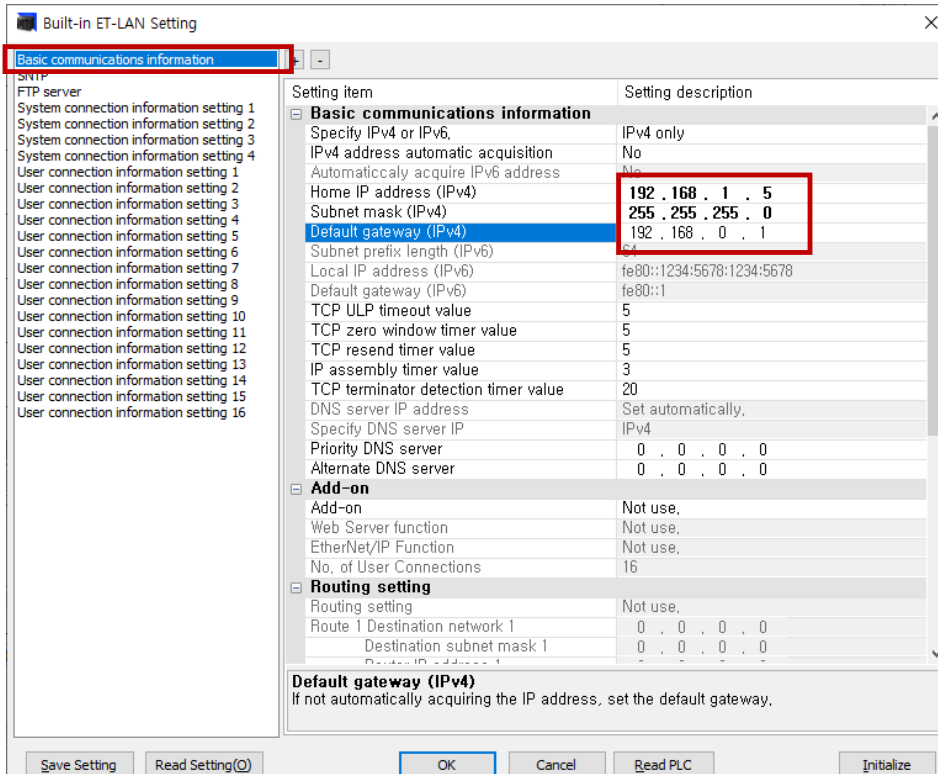 Built-in ET-LAN Setting
Basic communications information
SNTP
FTP server
System connection information setting 1
System connection information setting 2
System connection information setting 3
System connection information setting 4
User connection information setting 1
User connection information setting 2
User connection information setting 3
User connection information setting 4
User connection information setting 5
User connection information setting 6
User connection information setting 7
User connection information setting 8
User connection information setting 9
User connection information setting 10
User connection information setting 11
User connection information setting 12
User connection information setting 13
User connection information setting 14
User connection information setting 15
User connection information setting 16
+ -
Setting item Setting description
Basic communications information
Specify IPv4 or IPv6, IPv4 only
IPv4 address automatic acquisition No
Automaticcaly acquire IPv6 address No
Home IP address (IPv4) 192 . 168 . 1 . 5
Subnet mask (IPv4) 255 . 255 . 255 . 0
Default gateway (IPv4) 192 . 168 . 0 . 1
Subnet prefix length (IPv6) 64
Local IP address (IPv6) fe80::1234:5678:1234:5678
Default gateway (IPv6) fe80::1
TCP ULP timeout value 5
TCP zero window timer value 5
TCP resend timer value 5
IP assembly timer value 3
TCP terminator detection timer value 20
DNS server IP address Set automatically,
Specify DNS server IP IPv4
Priority DNS server 0 . 0 . 0 . 0
Alternate DNS server 0 . 0 . 0 . 0
Add-on
Add-on Not use,
Web Server function Not use,
EtherNet/IP Function Not use,
No, of User Connections 16
Routing setting
Routing setting Not use,
Route 1 Destination network 1 0 . 0 . 0 . 0
Destination subnet mask 1 0 . 0 . 0 . 0
Router IP address 1
Default gateway (IPv4)
If not automatically acquiring the IP address, set the default gateway,
Save Setting Read Setting(O) OK Cancel Read PLC Initialize